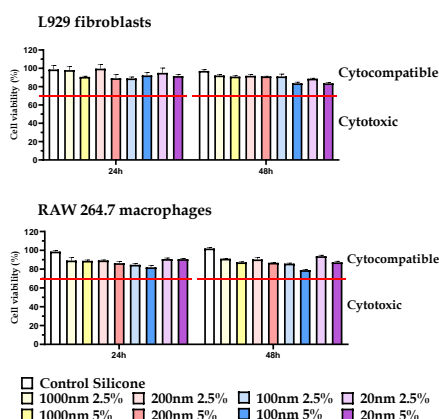 L929 fibroblasts
120
100
80
60
40
20
0
Cell viability (%)
Cytocompatible
Cytotoxic
24h 48h
RAW 264.7 macrophages
120
100
80
60
40
20
0
Cell viability (%)
Cytocompatible
Cytotoxic
24h 48h
Control Silicone
1000nm 2.5% 200nm 2.5% 100nm 2.5% 20nm 2.5%
1000nm 5% 200nm 5% 100nm 5% 20nm 5%